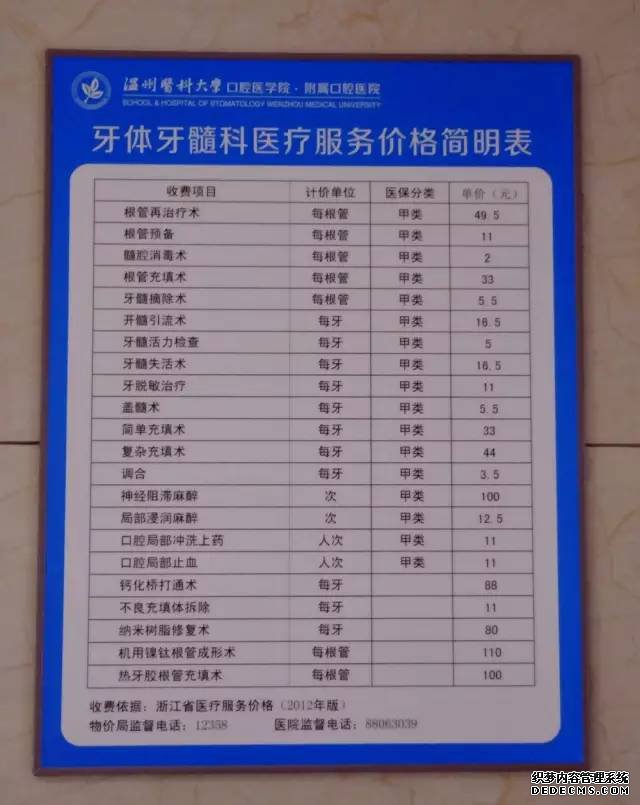 温州医科大学 口腔医学院·附属口腔医院
SCHOOL & HOSPITAL OF STOMATOLOGY WENZHOU MEDICAL UNIVERSITY
牙体牙髓科医疗服务价格简明表
收费项目 计价单位 医保分类 单价（元）
根管再治疗术 每根管 甲类 49.5
根管预备 每根管 甲类 11
髓腔消毒术 每根管 甲类 2
根管充填术 每根管 甲类 33
牙髓摘除术 每根管 甲类 5.5
开髓引流术 每牙 甲类 16.5
牙髓活力检查 每牙 甲类 5
牙髓失活术 每牙 甲类 16.5
牙脱敏治疗 每牙 甲类 11
盖髓术 每牙 甲类 5.5
简单充填术 每牙 甲类 33
复杂充填术 每牙 甲类 44
调合 每牙 甲类 3.5
神经阻滞麻醉 次 甲类 100
局部浸润麻醉 次 甲类 12.5
口腔局部冲洗上药 人次 甲类 11
口腔局部止血 人次 甲类 11
钙化桥打通术 每牙 88
不良充填体拆除 每牙 11
纳米树脂修复术 每牙 80
机用镍钛根管成形术 每根管 110
热牙胶根管充填术 每根管 100
收费依据：浙江省医疗服务价格（2012年版）
物价局监督电话：12358 医院监督电话：88063039
织梦内容管理系统
DEDECMS.COM